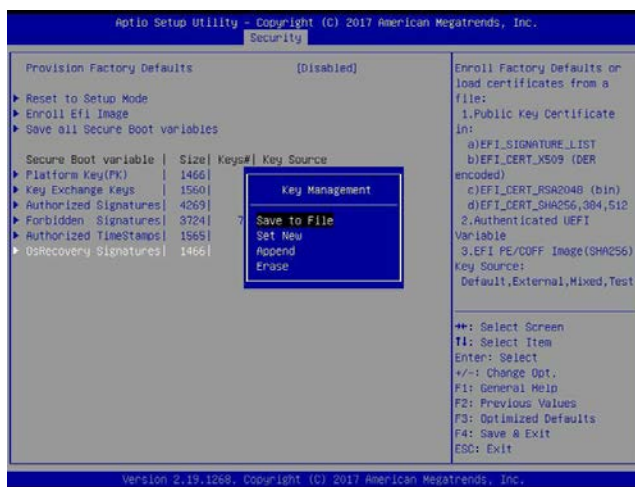 Aptio Setup Utility - Copyright (C) 2017 American Megatrends, Inc.
Security
Provision Factory Defaults [Disabled]
Reset to Setup Mode
Enroll Efi Image
Save all Secure Boot variables
Secure Boot variable | Size| Keys#| Key Source
Platform Key(PK) | 1466|
Key Exchange Keys | 1560|
Authorized Signatures| 4269|
Forbidden Signatures| 3724| 7
Authorized TimeStamps| 1565|
OsRecovery Signatures| 1466|
Key Management
Save to File
Set New
Append
Erase
Enroll Factory Defaults or
load certificates from a
file:
1.Public Key Certificate
in:
a)EFI_SIGNATURE_LIST
b)EFI_CERT_X509 (DER
encoded)
c)EFI_CERT_RSA2048 (bin)
d)EFI_CERT_SHA256,384,512
2.Authenticated UEFI
Variable
3.EFI PE/COFF Image(SHA256)
Key Source:
Default,External,Mixed,Test
→←: Select Screen
↑↓: Select Item
Enter: Select
+/-: Change Opt.
F1: General Help
F2: Previous Values
F3: Optimized Defaults
F4: Save & Exit
ESC: Exit
Version 2.19.1268. Copyright (C) 2017 American Megatrends, Inc.